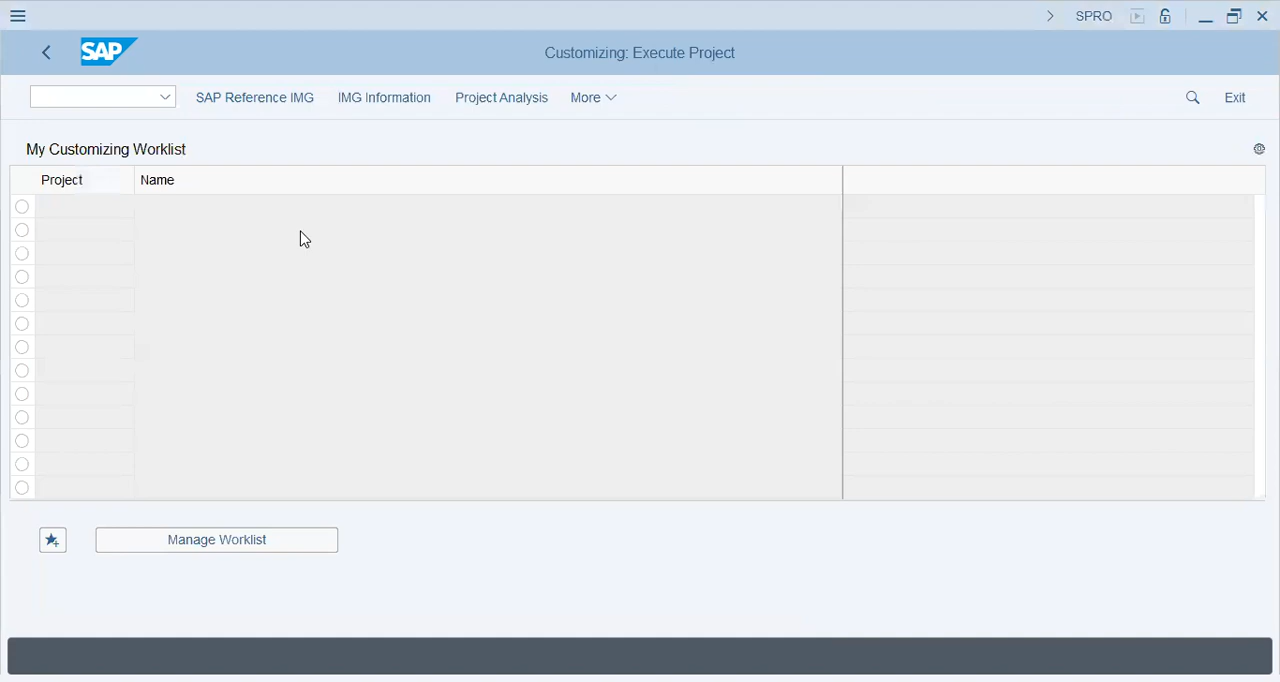 SPRO
SAP
Customizing: Execute Project
SAP Reference IMG
IMG Information
Project Analysis
More
Exit
My Customizing Worklist
Project
Name
Manage Worklist